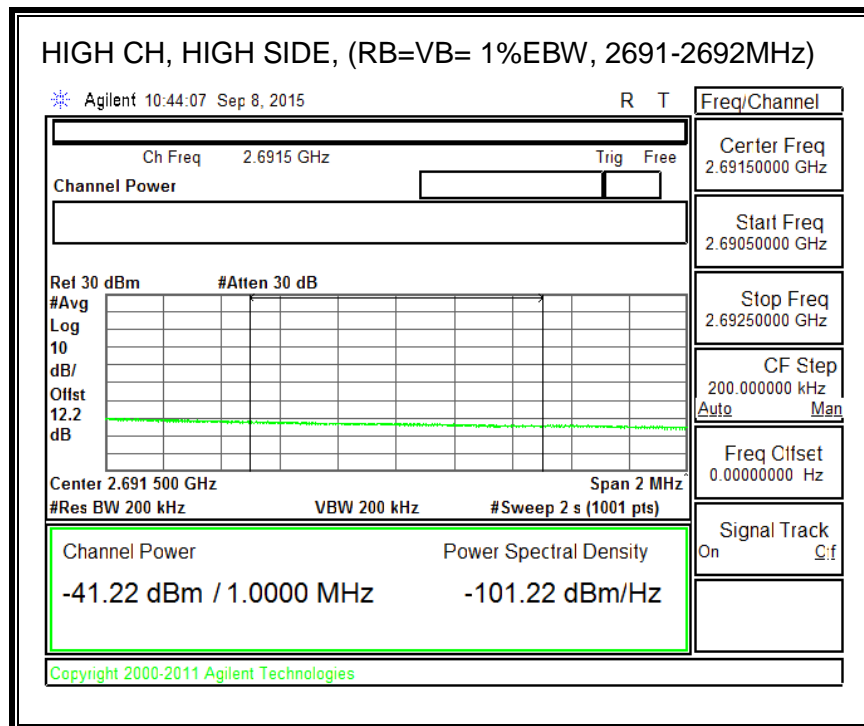 HIGH CH, HIGH SIDE, (RB=VB= 1%EBW, 2691-2692MHz)
Agilent 10:44:07 Sep 8, 2015 R T
Freq/Channel
Ch Freq 2.6915 GHz Trig Free
Channel Power
Center Freq
2.69150000 GHz
Start Freq
2.69050000 GHz
Stop Freq
2.69250000 GHz
CF Step
200.000000 kHz
Auto Man
Freq Offset
0.00000000 Hz
Signal Track
On Off
Ref 30 dBm #Atten 30 dB
#Avg
Log
10
dB/
Offst
12.2
dB
Center 2.691 500 GHz Span 2 MHz^
#Res BW 200 kHz VBW 200 kHz #Sweep 2 s (1001 pts)
Channel Power Power Spectral Density
-41.22 dBm / 1.0000 MHz -101.22 dBm/Hz
Copyright 2000-2011 Agilent Technologies